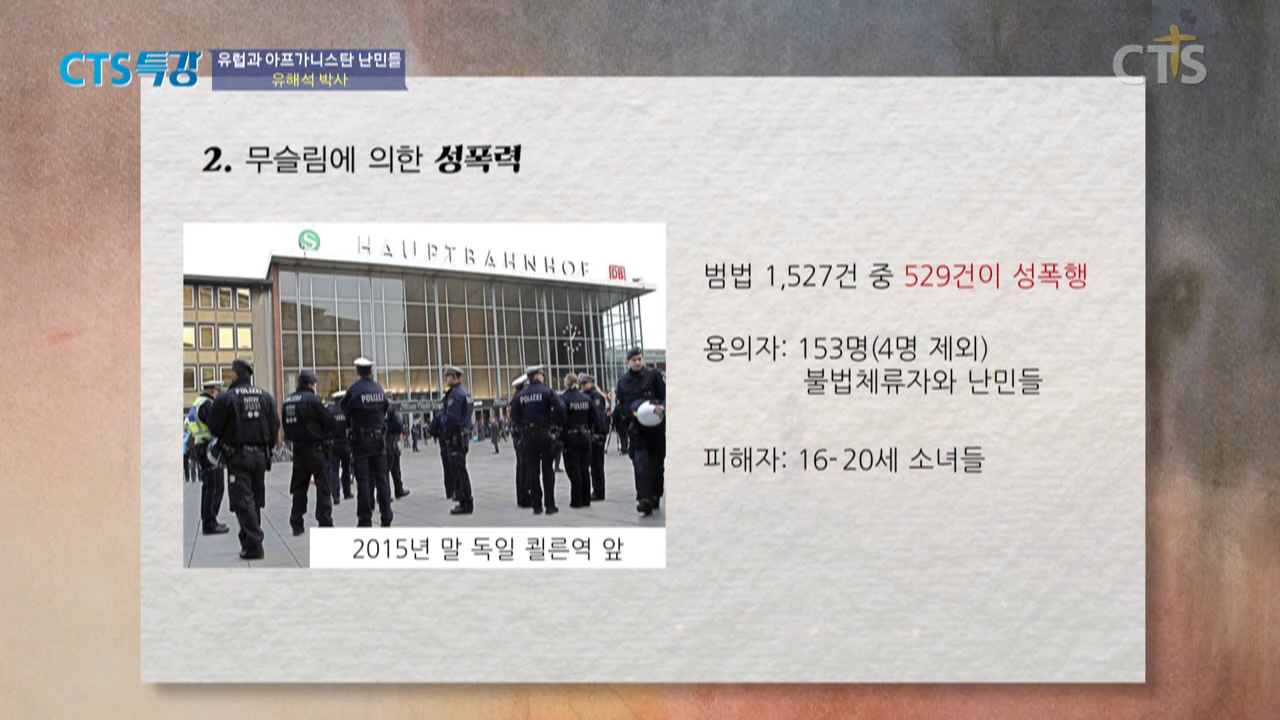 CTS특강
유럽과 아프가니스탄 난민들
유해석 박사
CTS
2. 무슬림에 의한 성폭력
S
HAUPTBAHNHOF
DB
POLIZEI
NRW
31231
POLIZEI
POLIZEI
POLIZEI
POLIZEI
범법 1,527건 중 529건이 성폭행
용의자: 153명(4명 제외)
불법체류자와 난민들
피해자: 16-20세 소녀들
2015년 말 독일 쾰른역 앞